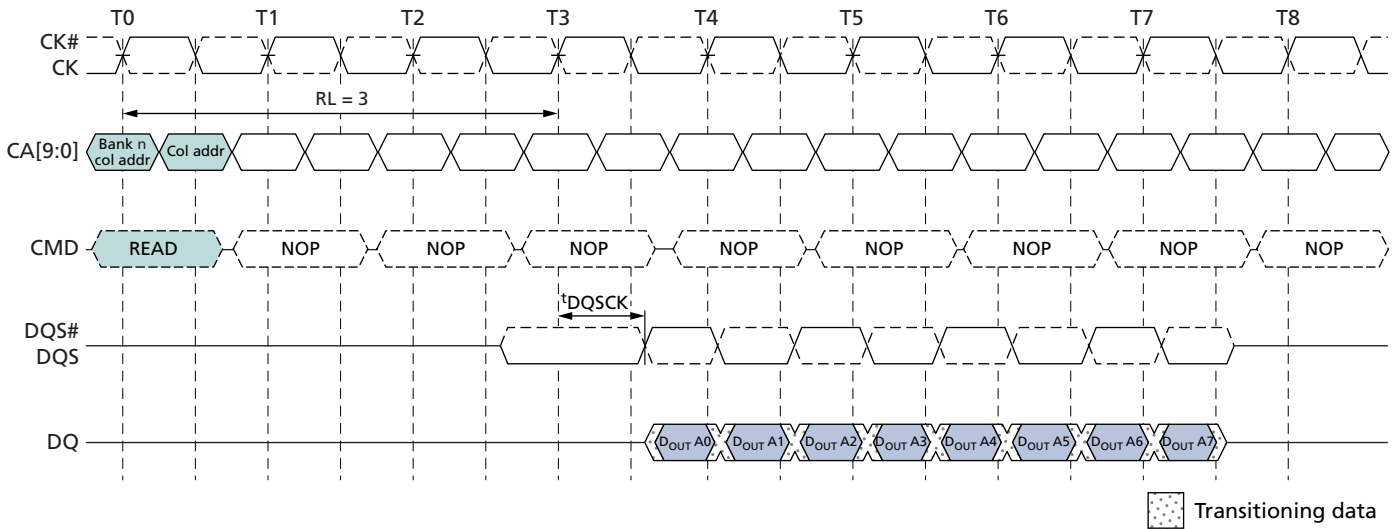 T0 T1 T2 T3 T4 T5 T6 T7 T8
CK#
CK
RL = 3
CA[9:0] Bank n col addr Col addr
CMD READ NOP NOP NOP NOP NOP NOP NOP NOP
tDQSCK
DQS#
DQS
DQ DOUT A0 DOUT A1 DOUT A2 DOUT A3 DOUT A4 DOUT A5 DOUT A6 DOUT A7
Transitioning data